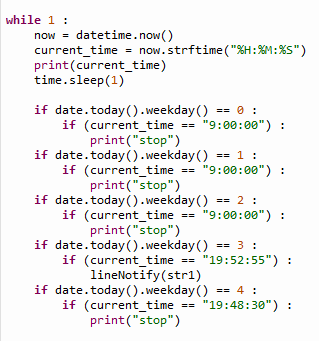 while 1 :
    now = datetime.now()
    current_time = now.strftime("%H:%M:%S")
    print(current_time)
    time.sleep(1)

    if date.today().weekday() == 0 :
        if (current_time == "9:00:00") :
            print("stop")
    if date.today().weekday() == 1 :
        if (current_time == "9:00:00") :
            print("stop")
    if date.today().weekday() == 2 :
        if (current_time == "9:00:00") :
            print("stop")
    if date.today().weekday() == 3 :
        if (current_time == "19:52:55") :
            lineNotify(str1)
    if date.today().weekday() == 4 :
        if (current_time == "19:48:30") :
            print("stop")